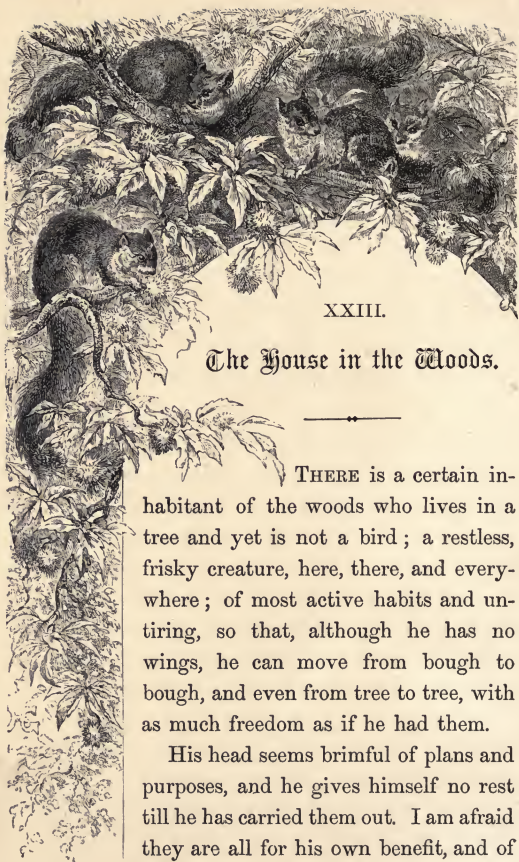 XXIII.
The House in the Woods.
THERE is a certain in-
habitant of the woods who lives in a
tree and yet is not a bird ; a restless,
frisky creature, here, there, and every-
where ; of most active habits and un-
tiring, so that, although he has no
wings, he can move from bough to
bough, and even from tree to tree, with
as much freedom as if he had them.
His head seems brimful of plans and
purposes, and he gives himself no rest
till he has carried them out. I am afraid
they are all for his own benefit, and of